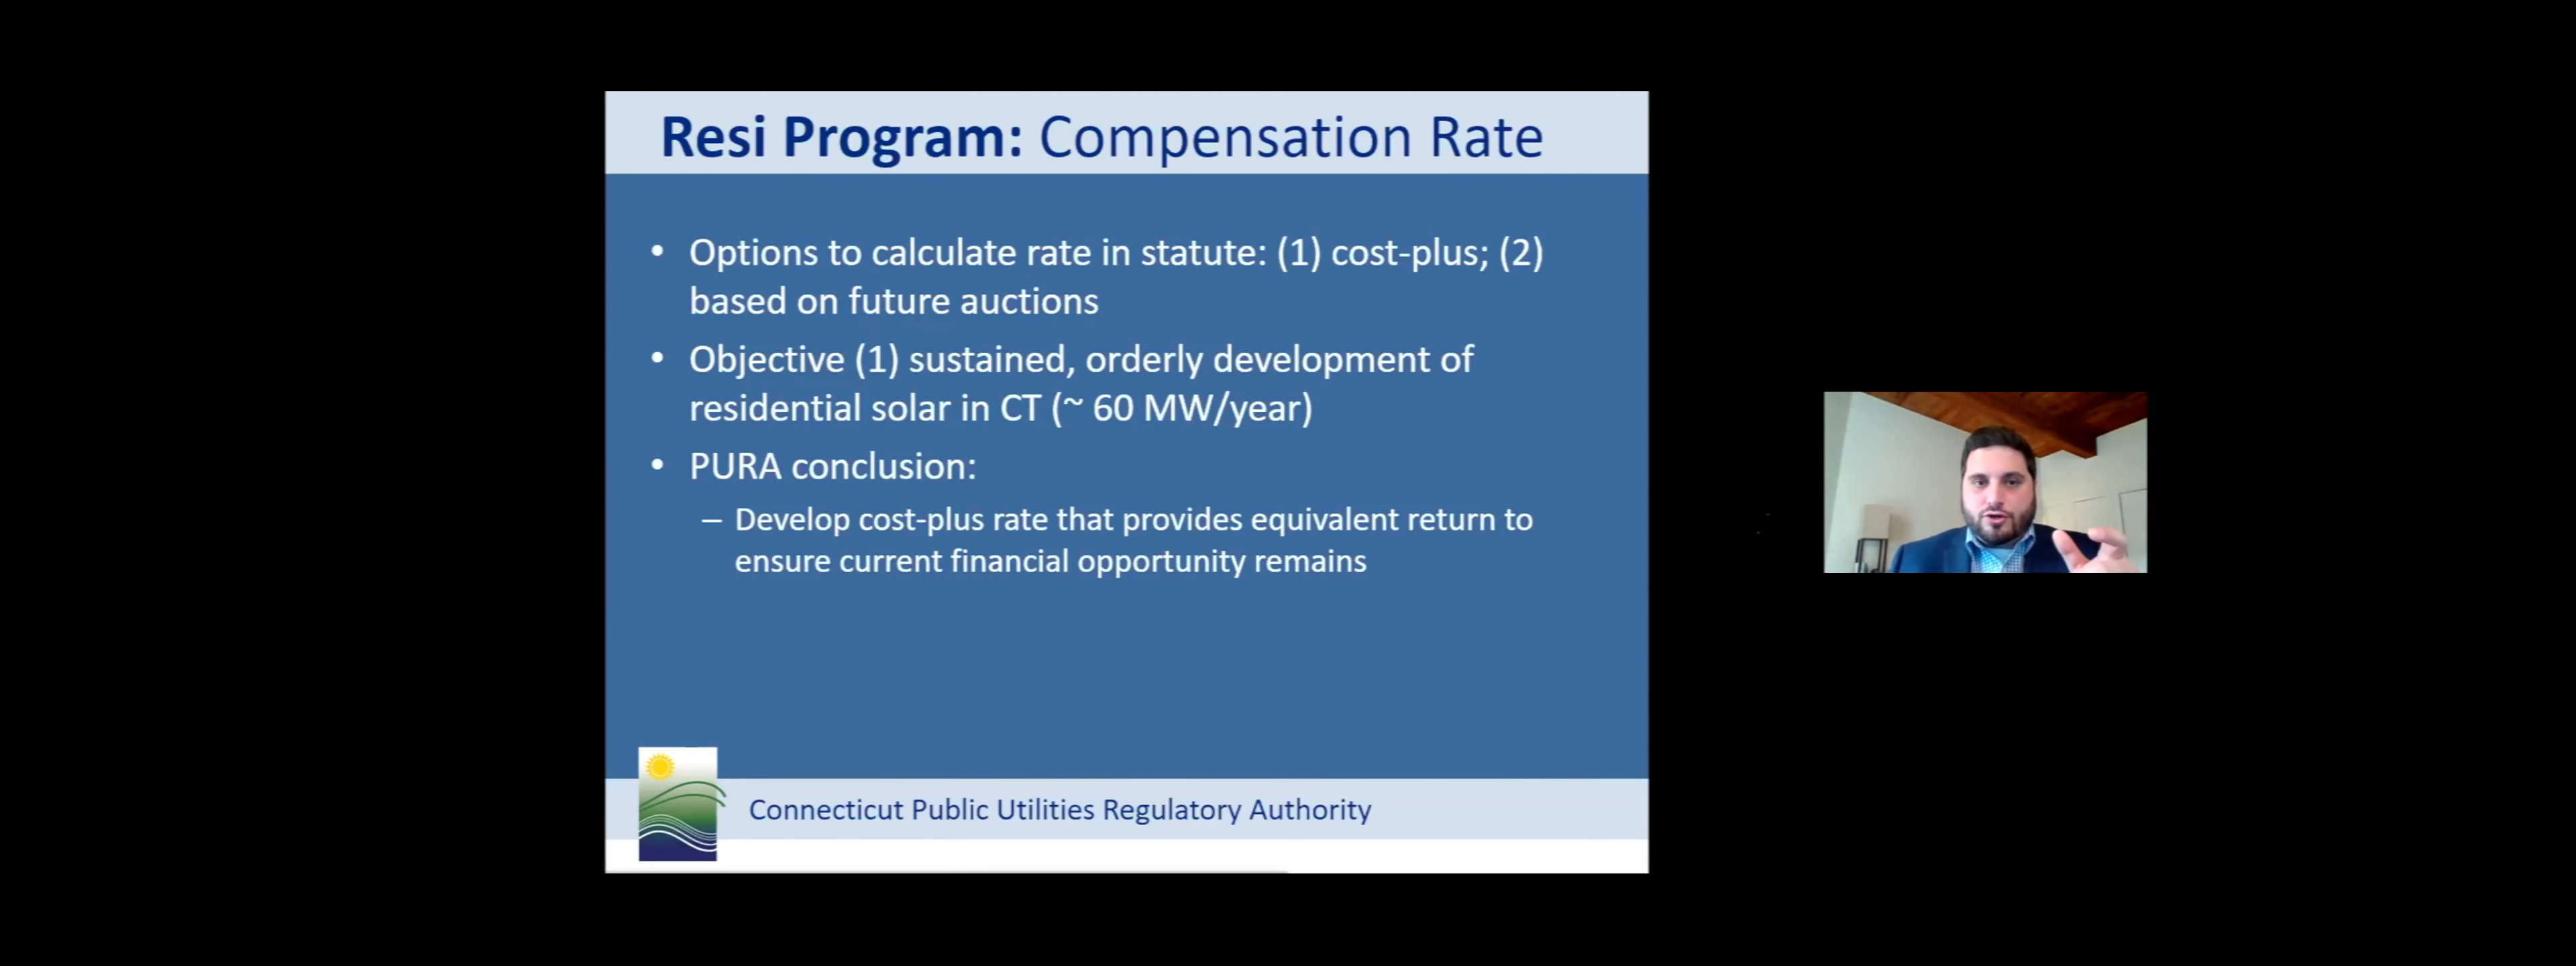 Resi Program: Compensation Rate
• Options to calculate rate in statute: (1) cost-plus; (2)
based on future auctions
• Objective (1) sustained, orderly development of
residential solar in CT (~ 60 MW/year)
• PURA conclusion:
– Develop cost-plus rate that provides equivalent return to
ensure current financial opportunity remains
Connecticut Public Utilities Regulatory Authority